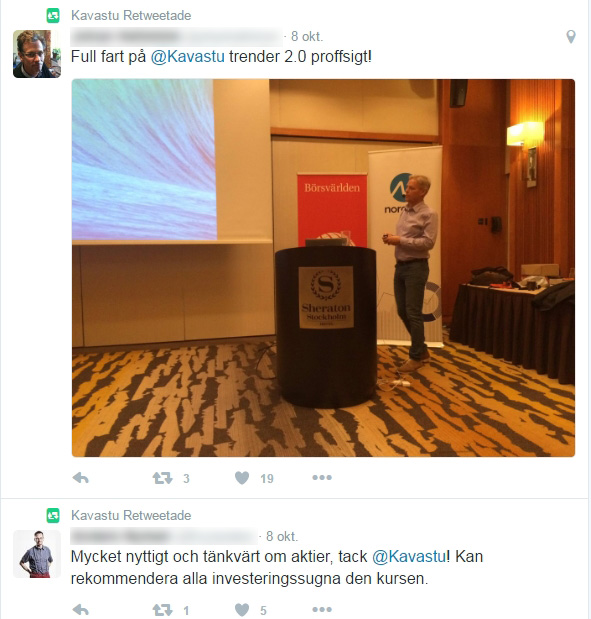 Kavastu Retweetade
· 8 okt.
Full fart på @Kavastu trender 2.0 proffsigt!
Börsvärlden
nor
S
Sheraton
Stockholm
3
19
Kavastu Retweetade
· 8 okt.
Mycket nyttigt och tänkvärt om aktier, tack @Kavastu! Kan
rekommendera alla investeringssugna den kursen.
1
5